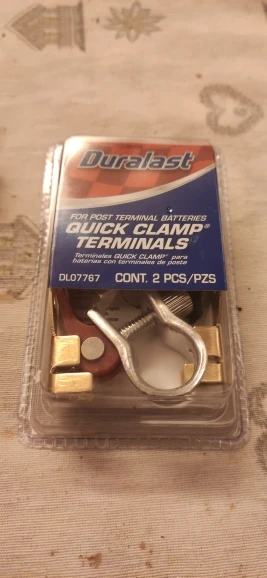 Duralast
FOR POST TERMINAL BATTERIES
QUICK CLAMP®
TERMINALS
Terminales QUICK CLAMP® para
baterías con terminales de poste
DL07767 CONT. 2 PCS/PZS